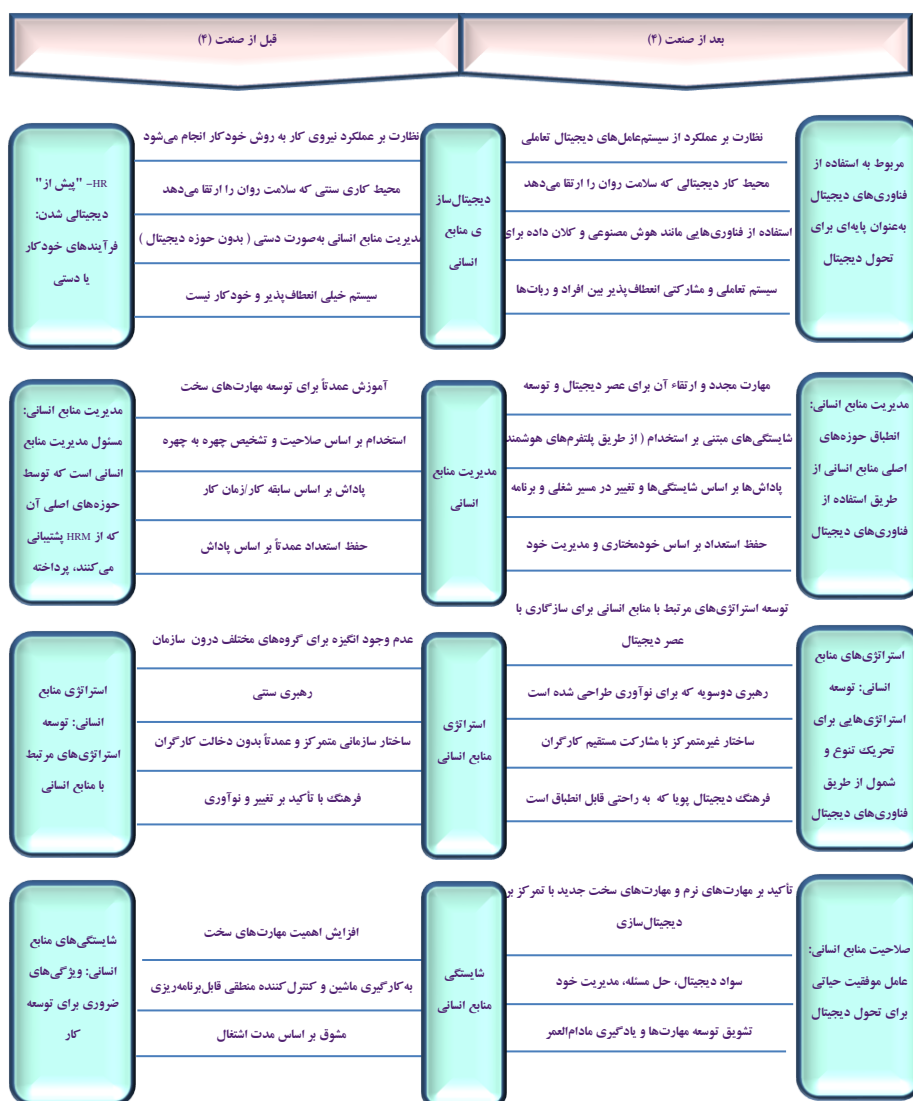 بعد از صنعت (۴)
قبل از صنعت (۴)
مربوط به استفاده از
فناوری‌های دیجیتال
به‌عنوان پایه‌ای برای
تحول دیجیتال
نظارت بر عملکرد از سیستم‌عامل‌های دیجیتال تعاملی
محیط کار دیجیتالی که سلامت روان را ارتقا می‌دهد
استفاده از فناوری‌هایی مانند هوش مصنوعی و کلان داده برای
سیستم تعاملی و مشارکتی انعطاف‌پذیر بین افراد و ربات‌ها
دیجیتال‌ساز
ی منابع
انسانی
نظارت بر عملکرد نیروی کار به روش خودکار انجام می‌شود
محیط کاری سنتی که سلامت روان را ارتقا می‌دهد
مدیریت منابع انسانی به‌صورت دستی ( بدون حوزه دیجیتال )
سیستم خیلی انعطاف‌پذیر و خودکار نیست
HR- "پیش از"
دیجیتالی شدن:
فرآیندهای خودکار
یا دستی
مدیریت منابع انسانی:
انطباق حوزه‌های
اصلی منابع انسانی از
طریق استفاده از
فناوری‌های دیجیتال
مهارت مجدد و ارتقاء آن برای عصر دیجیتال و توسعه
شایستگی‌های مبتنی بر استخدام ( از طریق پلتفرم‌های هوشمند
پاداش‌ها بر اساس شایستگی‌ها و تغییر در مسیر شغلی و برنامه
حفظ استعداد بر اساس خودمختاری و مدیریت خود
مدیریت منابع
انسانی
آموزش عمدتاً برای توسعه مهارت‌های سخت
استخدام بر اساس صلاحیت و تشخیص چهره به چهره
پاداش بر اساس سابقه کار/زمان کار
حفظ استعداد عمدتاً بر اساس پاداش
مدیریت منابع انسانی:
مسئول مدیریت منابع
انسانی است که توسط
حوزه‌های اصلی آن
که از HRM پشتیبانی
می‌کنند، پرداخته
استراتژی‌های منابع
انسانی: توسعه
استراتژی‌هایی برای
تحریک تنوع و
شمول از طریق
فناوری‌های دیجیتال
توسعه استراتژی‌های مرتبط با منابع انسانی برای سازگاری با
عصر دیجیتال
رهبری دوسویه که برای نوآوری طراحی شده است
ساختار غیرمتمرکز با مشارکت مستقیم کارگران
فرهنگ دیجیتال پویا که به راحتی قابل انطباق است
استراتژی
منابع انسانی
عدم وجود انگیزه برای گروه‌های مختلف درون سازمان
رهبری سنتی
ساختار سازمانی متمرکز و عمدتاً بدون دخالت کارگران
فرهنگ با تأکید بر تغییر و نوآوری
استراتژی منابع
انسانی: توسعه
استراتژی‌های مرتبط
با منابع انسانی
صلاحیت منابع انسانی:
عامل موفقیت حیاتی
برای تحول دیجیتال
تأکید بر مهارت‌های نرم و مهارت‌های سخت جدید با تمرکز بر
دیجیتال‌سازی
سواد دیجیتال، حل مسئله، مدیریت خود
تشویق توسعه مهارت‌ها و یادگیری مادام‌العمر
شایستگی
منابع انسانی
افزایش اهمیت مهارت‌های سخت
به‌کارگیری ماشین و کنترل‌کننده منطقی قابل‌برنامه‌ریزی
مشوق بر اساس مدت اشتغال
شایستگی‌های منابع
انسانی: ویژگی‌های
ضروری برای توسعه
کار